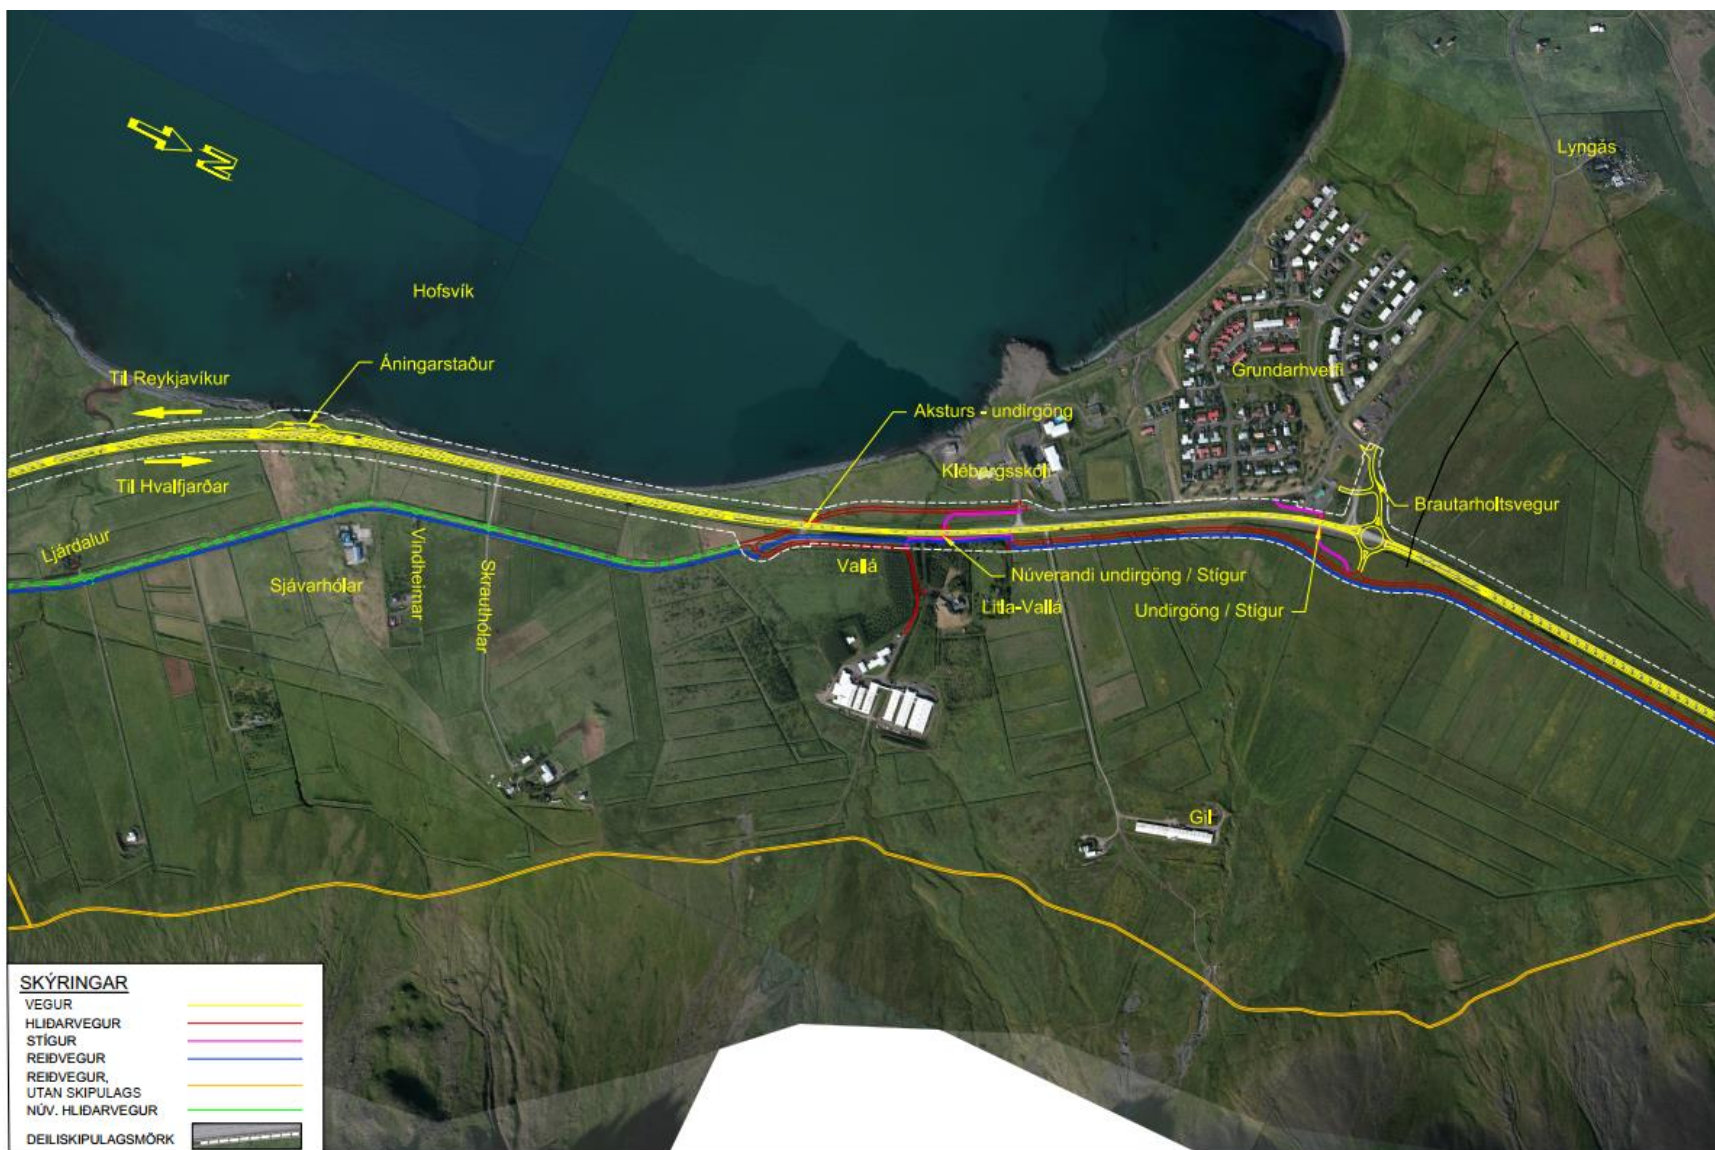 N
Lyngás
Hofsvík
Áningarstaður
Til Reykjavíkur
Grundarhverfi
Aksturs - undirgöng
Klébergsskóli
Til Hvalfjarðar
Brautarholtsvegur
Ljárdalur
Sjávarhólar
Vindheimar
Skrauthólar
Vallá
Núverandi undirgöng / Stígur
Litla-Vallá
Undirgöng / Stígur
Gil
SKÝRINGAR
VEGUR
HLIÐARVEGUR
STÍGUR
REIÐVEGUR
REIÐVEGUR,
UTAN SKIPULAGS
NÚV. HLIÐARVEGUR
DEILISKIPULAGSMÖRK